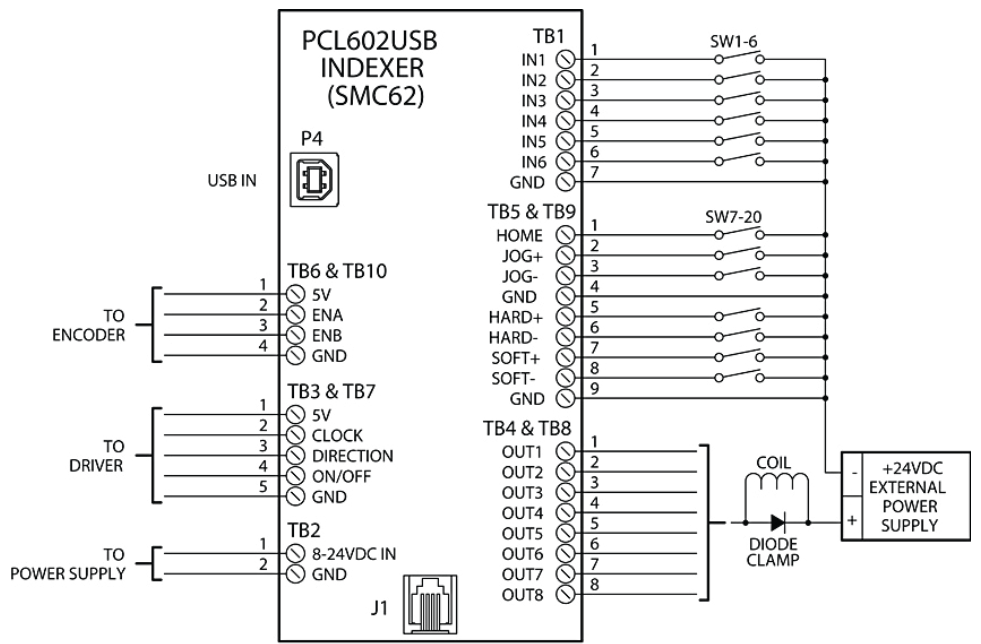 PCL602USB
INDEXER
(SMC62)
P4
USB IN
TB6 & TB10
1 5V
2 ENA
3 ENB
4 GND
TO
ENCODER
TB3 & TB7
1 5V
2 CLOCK
3 DIRECTION
4 ON/OFF
5 GND
TO
DRIVER
TB2
1 8-24VDC IN
2 GND
TO
POWER SUPPLY
J1
TB1
SW1-6
IN1 1
IN2 2
IN3 3
IN4 4
IN5 5
IN6 6
GND 7
TB5 & TB9
SW7-20
HOME 1
JOG+ 2
JOG- 3
GND 4
HARD+ 5
HARD- 6
SOFT+ 7
SOFT- 8
GND 9
TB4 & TB8
OUT1 1
OUT2 2
OUT3 3
OUT4 4
OUT5 5
OUT6 6
OUT7 7
OUT8 8
COIL
DIODE
CLAMP
-
+
+24VDC
EXTERNAL
POWER
SUPPLY